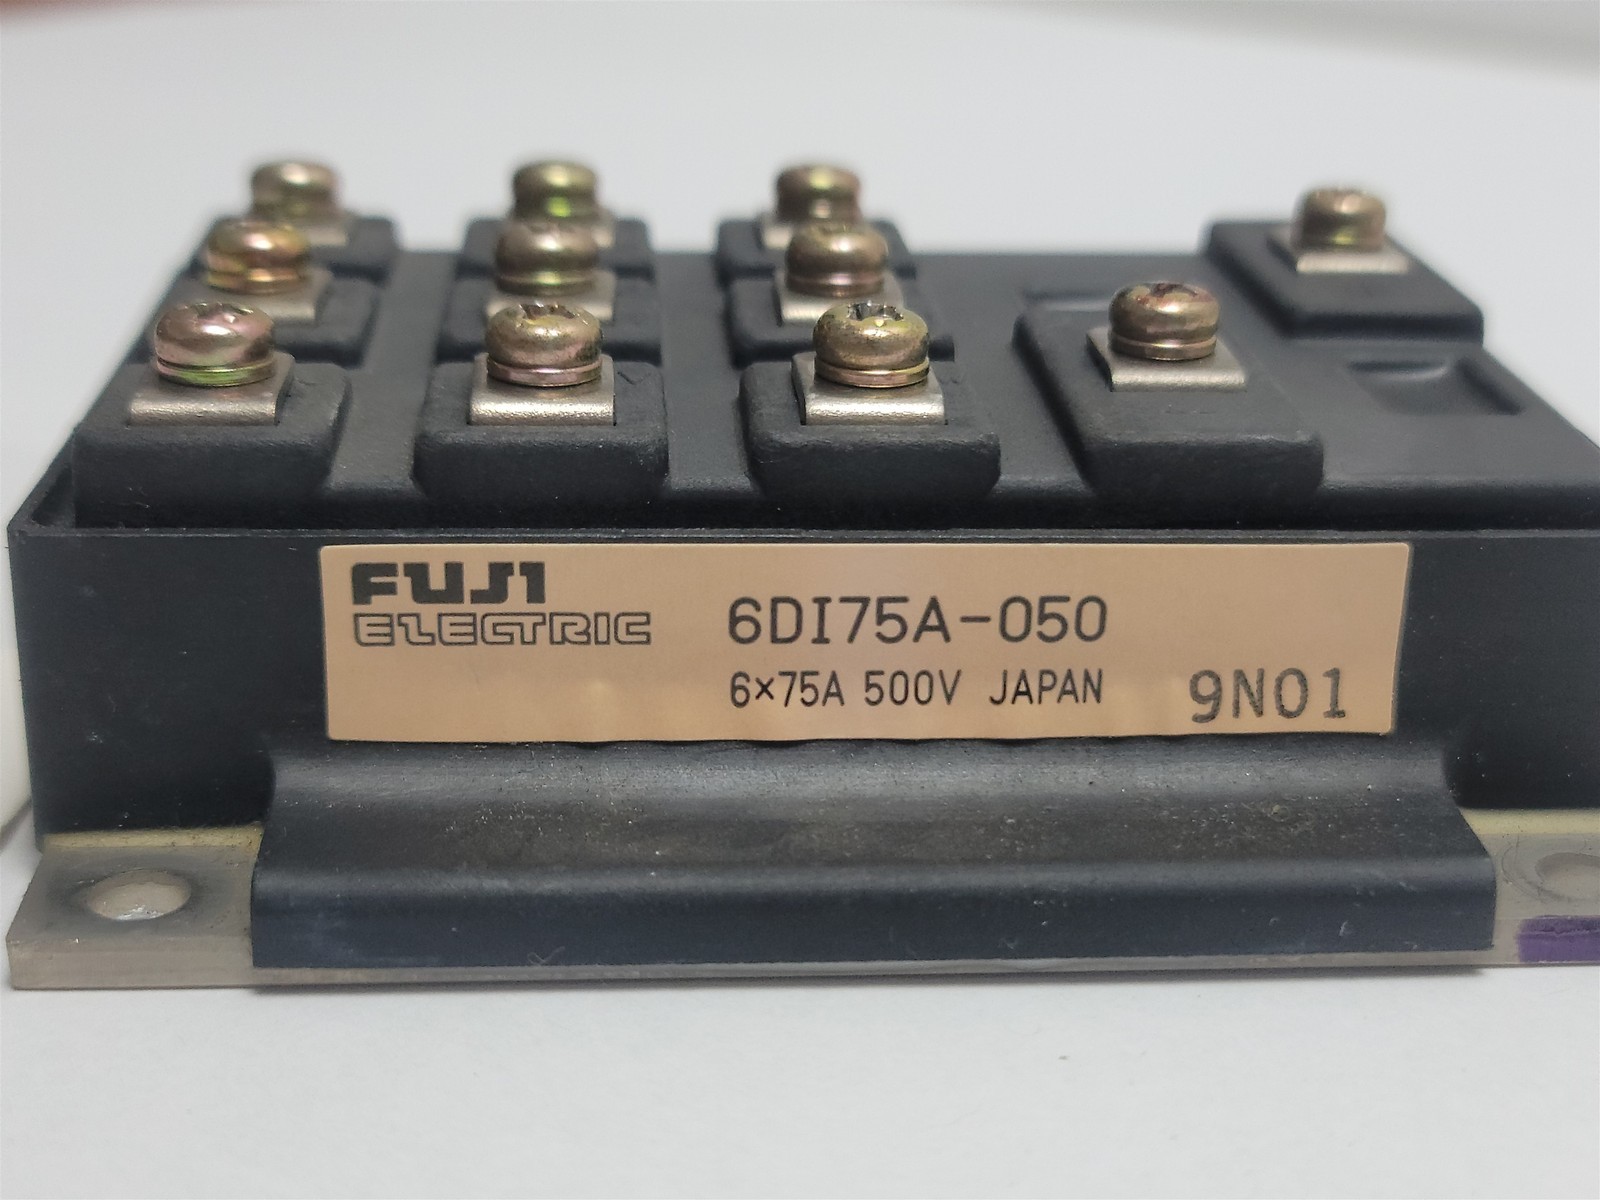 FUJI
ELECTRIC
6DI75A-050
6×75A 500V JAPAN
9N01